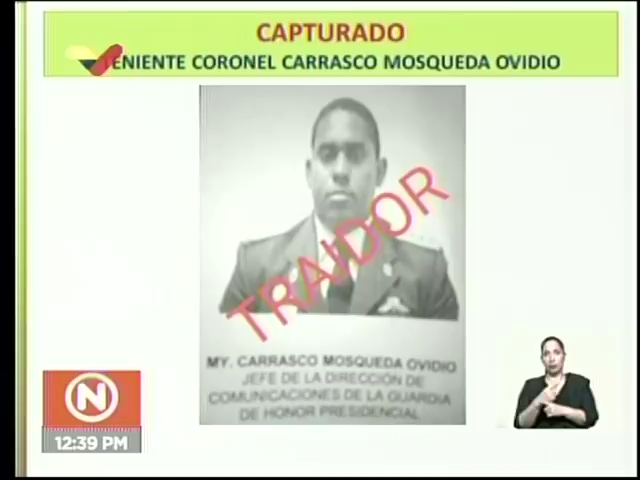 CAPTURADO
TENIENTE CORONEL CARRASCO MOSQUEDA OVIDIO
TRAIDOR
MY. CARRASCO MOSQUEDA OVIDIO
JEFE DE LA DIRECCIÓN DE
COMUNICACIONES DE LA GUARDIA
DE HONOR PRESIDENCIAL
N
12:39 PM